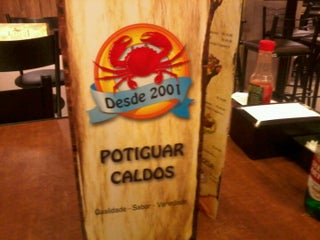 Desde 2001
POTIGUAR
CALDOS
Qualidade - Sabor - Variedade